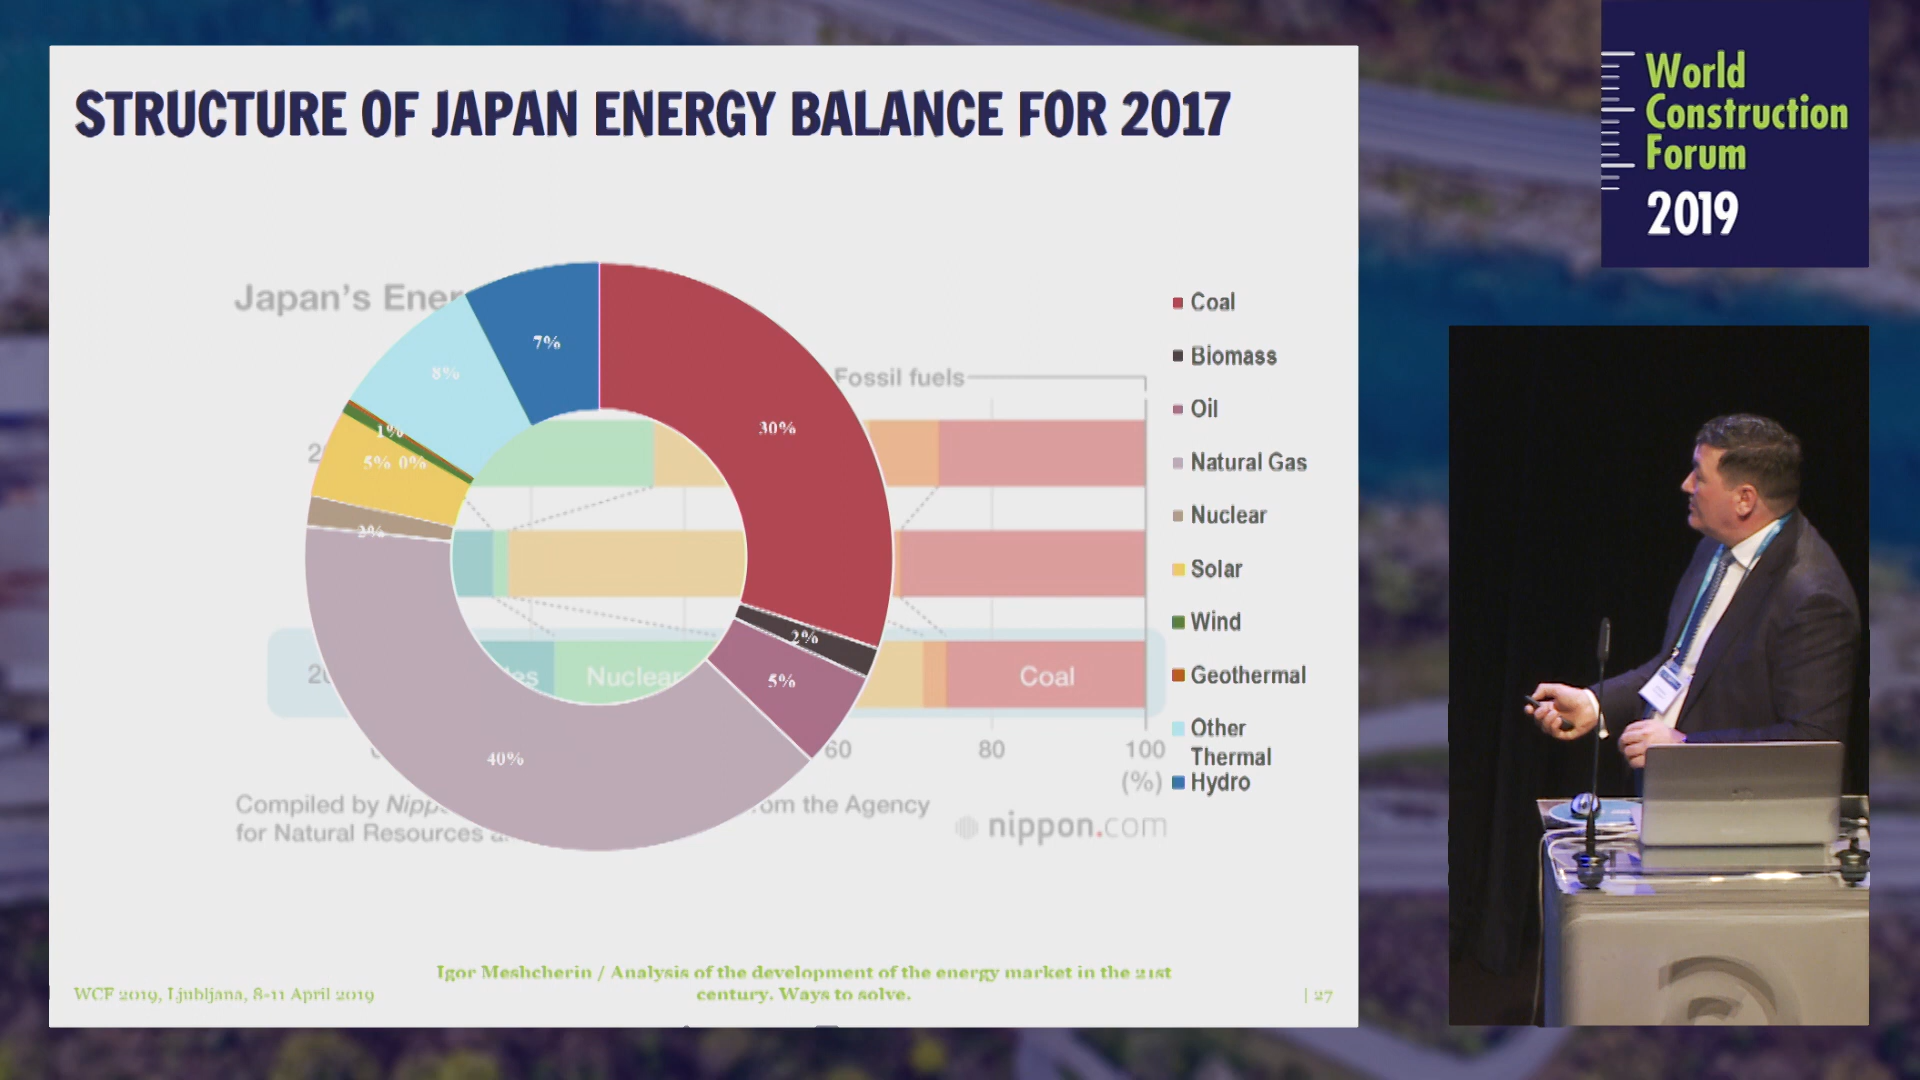 STRUCTURE OF JAPAN ENERGY BALANCE FOR 2017
World
Construction
Forum
2019
Japan's Ener
Fossil fuels
7%
8%
30%
1%
5% 0%
2%
2%
5%
40%
Coal
Biomass
Oil
Natural Gas
Nuclear
Solar
Wind
Geothermal
Other
Thermal
Hydro
Nuclear
Coal
60
80
100
(%)
Compiled by Nipp
om the Agency
for Natural Resources a
nippon.com
Igor Meshcherin / Analysis of the development of the energy market in the 21st
century. Ways to solve.
WCF 2019, Ljubljana, 8-11 April 2019
| 27